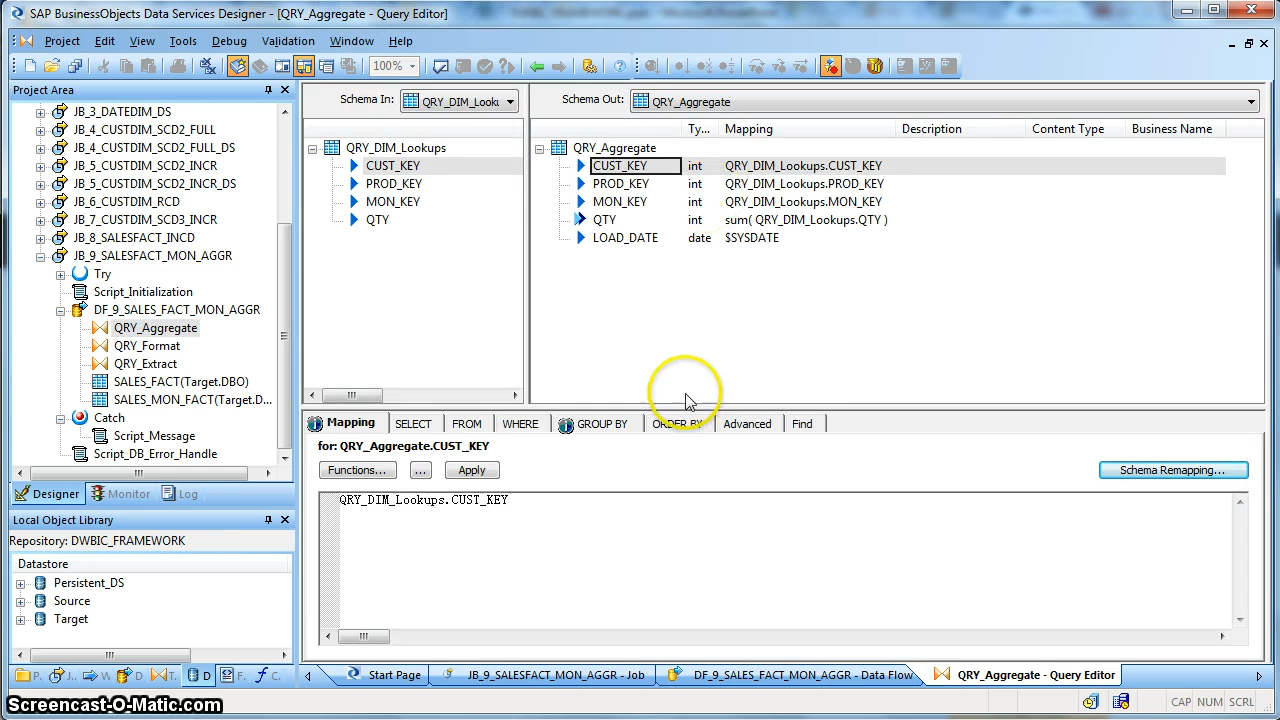 SAP BusinessObjects Data Services Designer - [QRY_Aggregate - Query Editor]
Project Edit View Tools Debug Validation Window Help
100%
Project Area
JB_3_DATEDIM_DS
JB_4_CUSTDIM_SCD2_FULL
JB_4_CUSTDIM_SCD2_FULL_DS
JB_5_CUSTDIM_SCD2_INCR
JB_5_CUSTDIM_SCD2_INCR_DS
JB_6_CUSTDIM_RCD
JB_7_CUSTDIM_SCD3_INCR
JB_8_SALESFACT_INCD
JB_9_SALESFACT_MON_AGGR
Try
Script_Initialization
DF_9_SALES_FACT_MON_AGGR
QRY_Aggregate
QRY_Format
QRY_Extract
SALES_FACT(Target.DBO)
SALES_MON_FACT(Target.D...
Catch
Script_Message
Script_DB_Error_Handle
Designer Monitor Log
Local Object Library
Repository: DWBIC_FRAMEWORK
Datastore
Persistent_DS
Source
Target
P. J.. W T. D F. C.
Schema In: QRY_DIM_Looku
QRY_DIM_Lookups
CUST_KEY
PROD_KEY
MON_KEY
QTY
Schema Out: QRY_Aggregate
Ty... Mapping Description Content Type Business Name
QRY_Aggregate
CUST_KEY int QRY_DIM_Lookups.CUST_KEY
PROD_KEY int QRY_DIM_Lookups.PROD_KEY
MON_KEY int QRY_DIM_Lookups.MON_KEY
QTY int sum( QRY_DIM_Lookups.QTY )
LOAD_DATE date $SYSDATE
Mapping SELECT FROM WHERE GROUP BY ORDER BY Advanced Find
for: QRY_Aggregate.CUST_KEY
Functions... ... Apply Schema Remapping...
QRY_DIM_Lookups.CUST_KEY
Start Page JB_9_SALESFACT_MON_AGGR - Job DF_9_SALES_FACT_MON_AGGR - Data Flow QRY_Aggregate - Query Editor
CAP NUM SCRL
Screencast-O-Matic.com